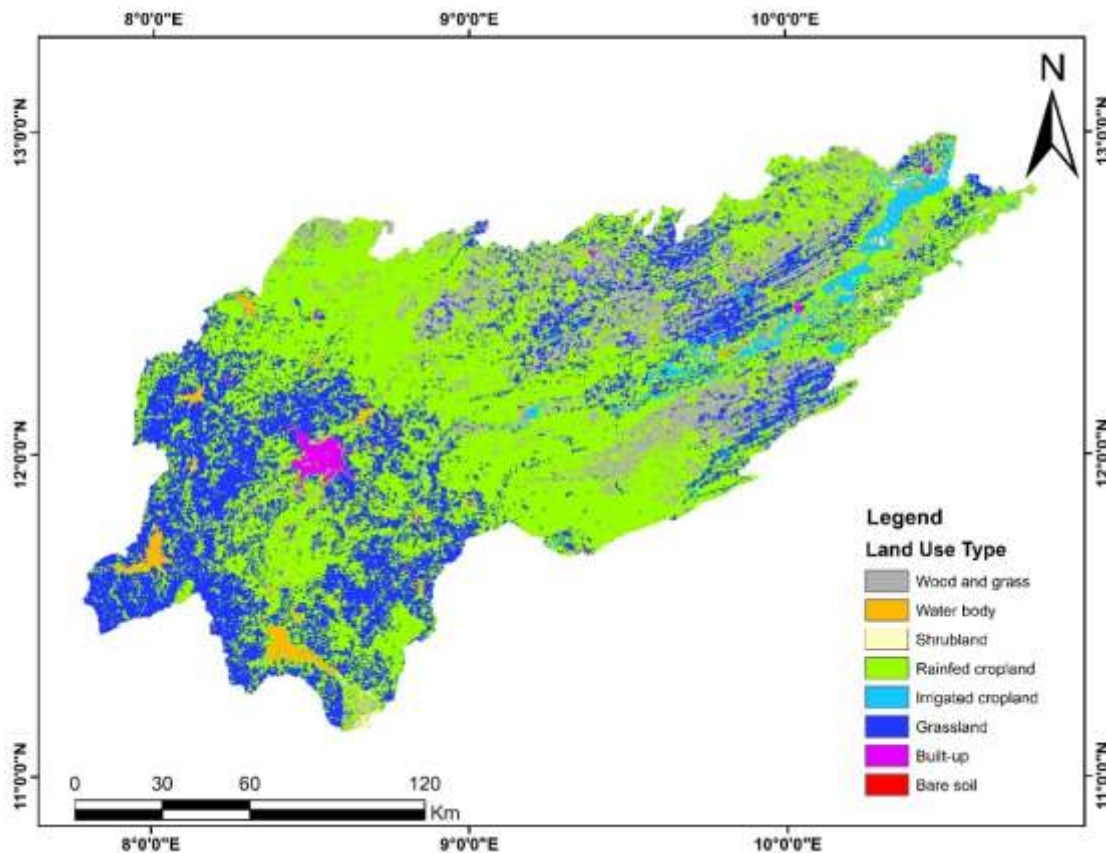 8°0'0"E 9°0'0"E 10°0'0"E
N
13°0'0"N 13°0'0"N
12°0'0"N 12°0'0"N
11°0'0"N 11°0'0"N
Legend
Land Use Type
Wood and grass
Water body
Shrubland
Rainfed cropland
Irrigated cropland
Grassland
Built-up
Bare soil
0 30 60 120
Km
8°0'0"E 9°0'0"E 10°0'0"E